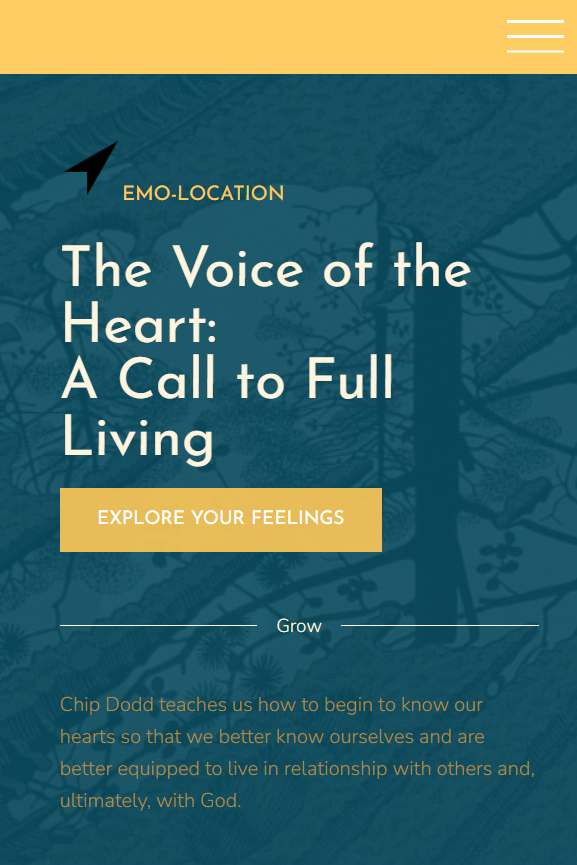 EMO-LOCATION
The Voice of the
Heart:
A Call to Full
Living
EXPLORE YOUR FEELINGS
Grow
Chip Dodd teaches us how to begin to know our
hearts so that we better know ourselves and are
better equipped to live in relationship with others and,
ultimately, with God.